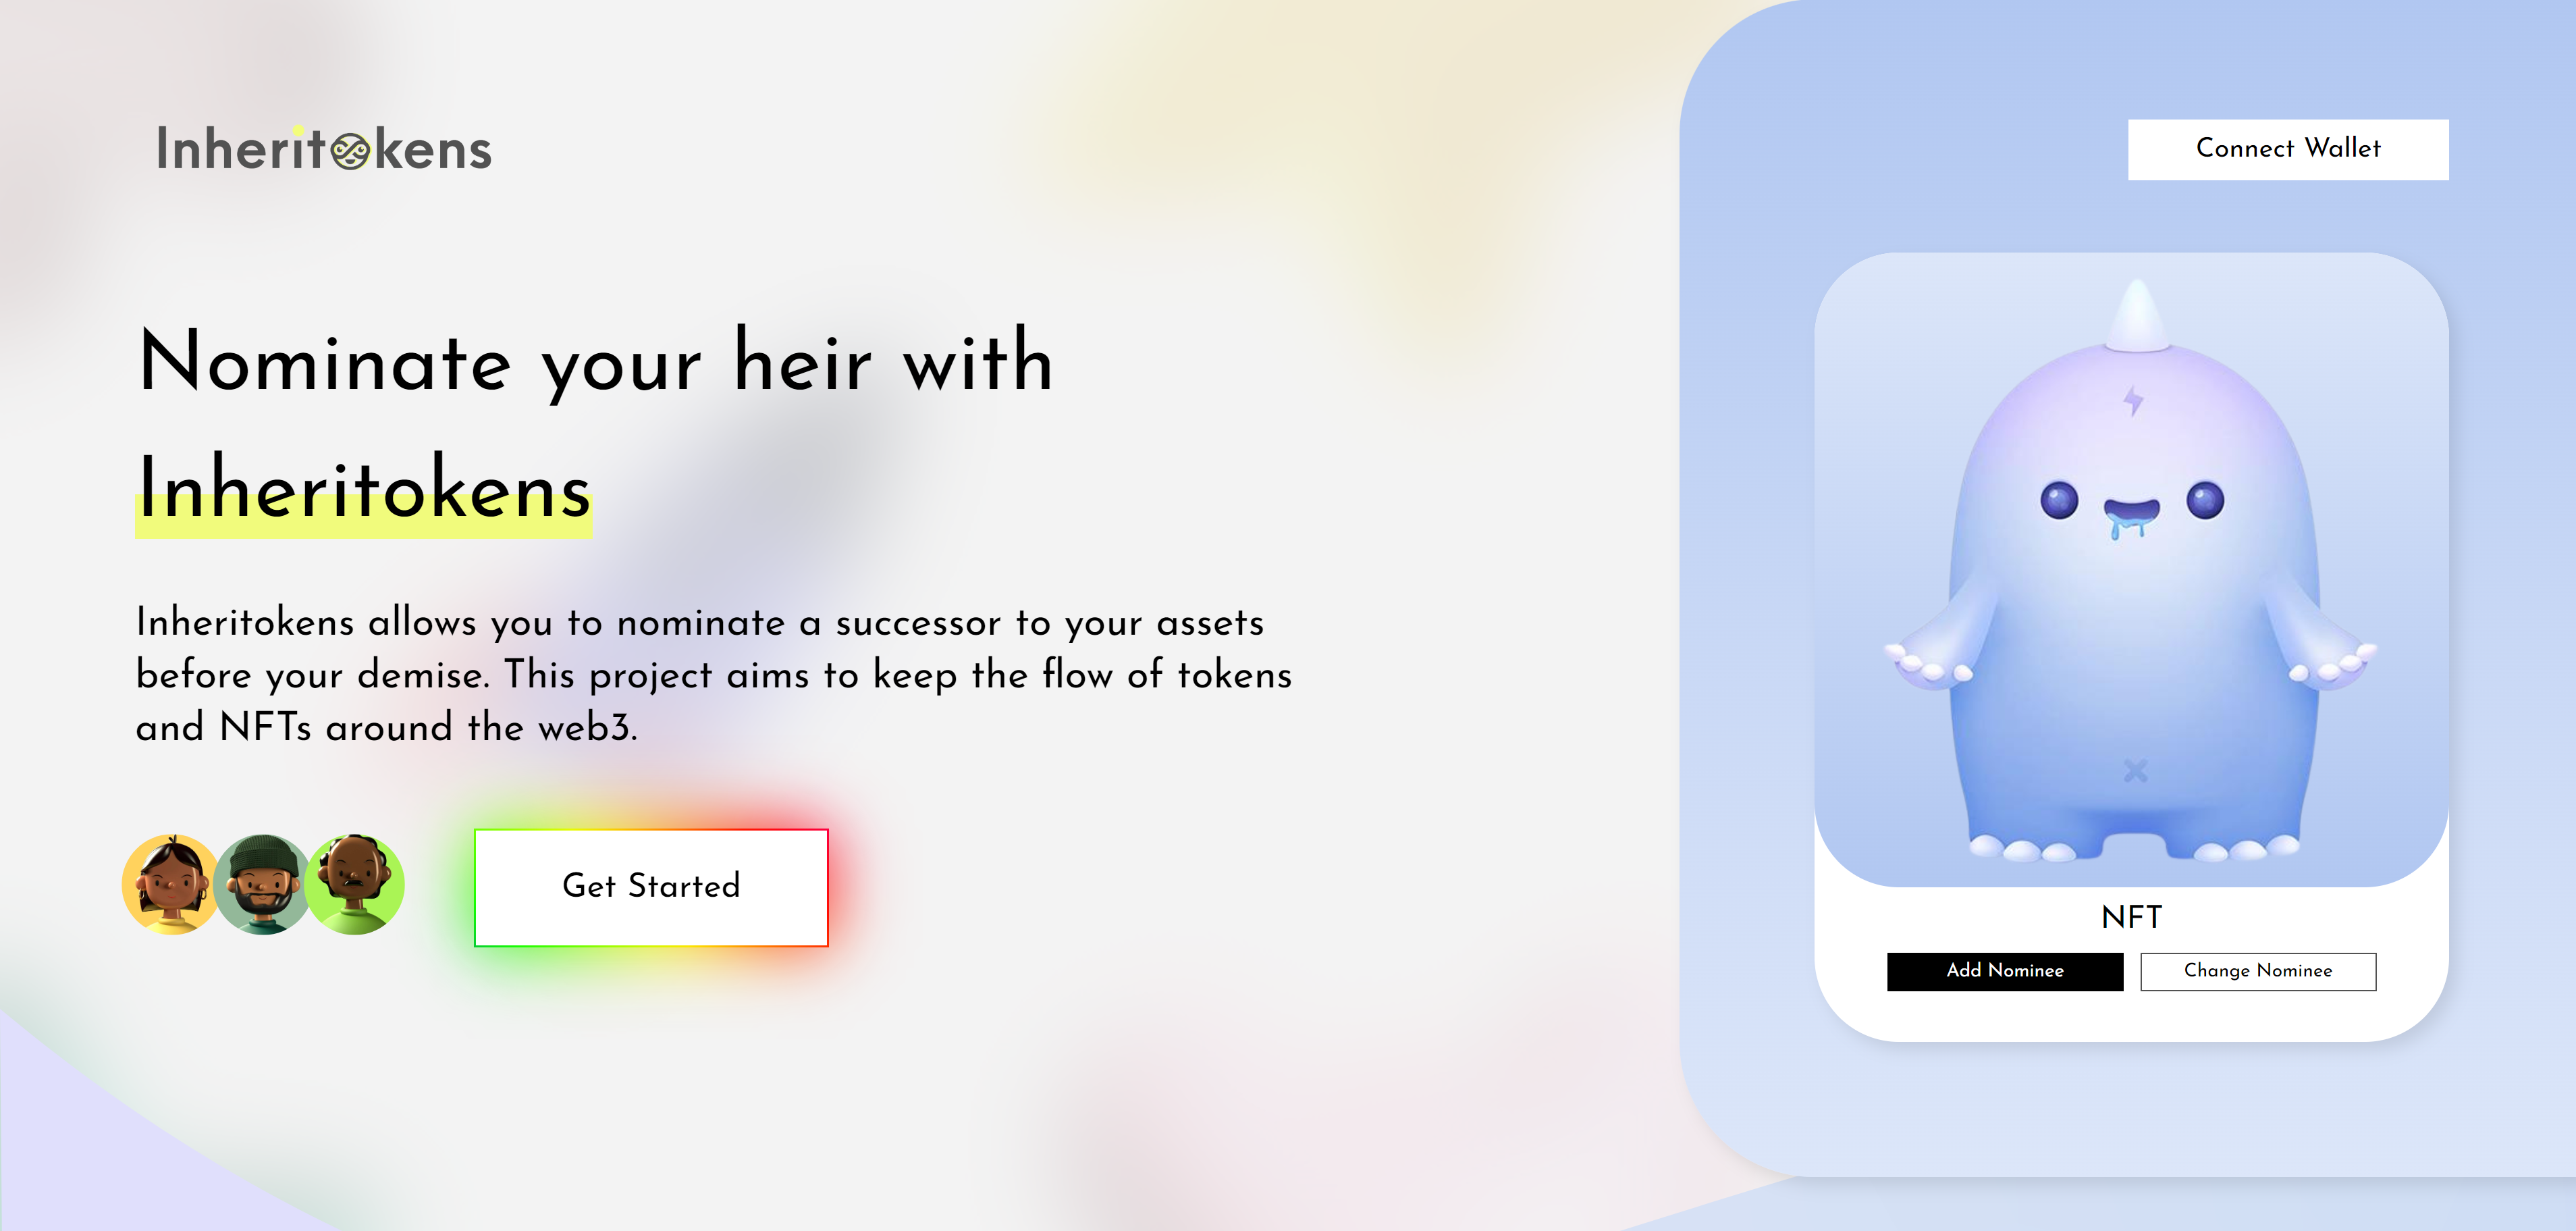 Inheritokens
Connect Wallet
Nominate your heir with
Inheritokens
Inheritokens allows you to nominate a successor to your assets
before your demise. This project aims to keep the flow of tokens
and NFTs around the web3.
Get Started
NFT
Add Nominee
Change Nominee